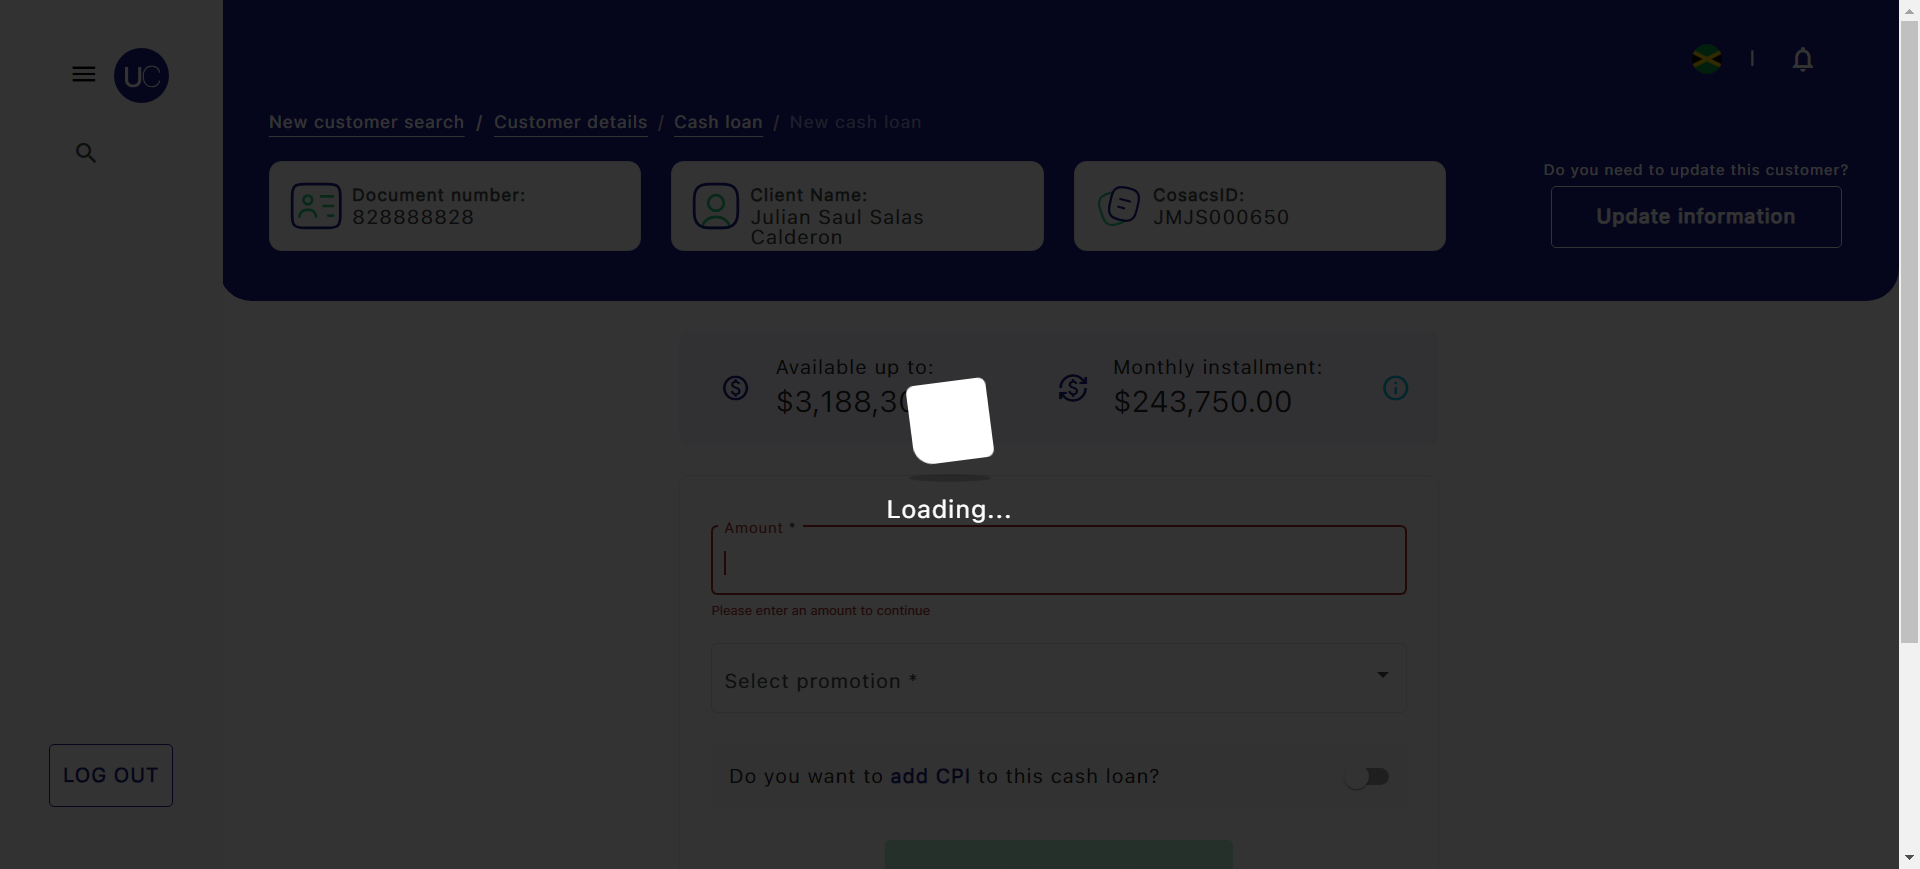 UC
New customer search / Customer details / Cash loan / New cash loan
Document number:
828888828
Client Name:
Julian Saul Salas
Calderon
CosacsID:
JMJS000650
Do you need to update this customer?
Update information
Available up to:
$3,188,3
Monthly installment:
$243,750.00
Loading...
Amount *
Please enter an amount to continue
Select promotion *
Do you want to add CPI to this cash loan?
LOG OUT